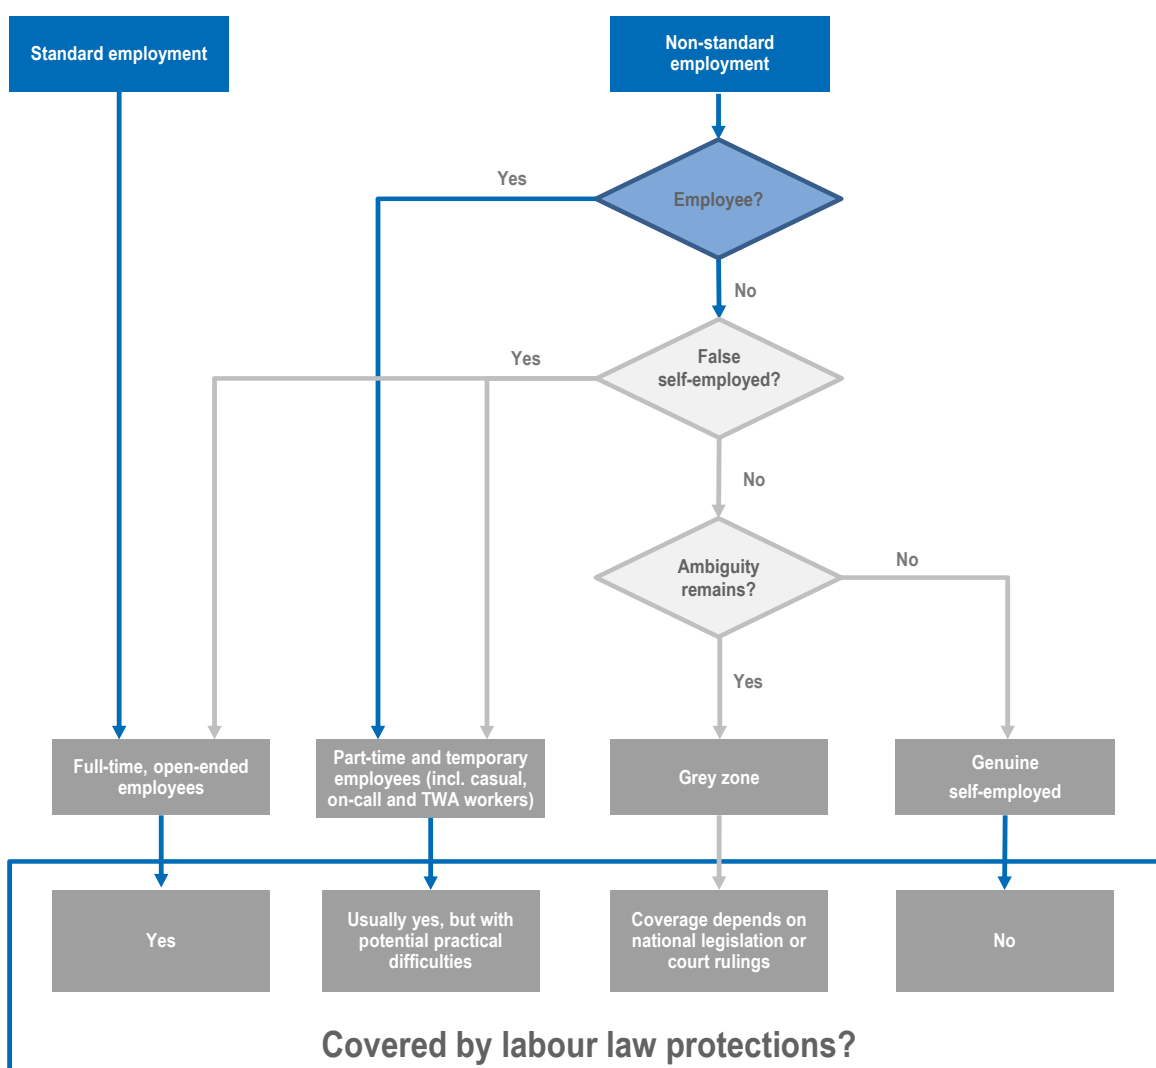 Standard employment
Non-standard
employment
Yes
Employee?
No
Yes
False
self-employed?
No
No
Ambiguity
remains?
Yes
Full-time, open-ended
employees
Part-time and temporary
employees (incl. casual,
on-call and TWA workers)
Grey zone
Genuine
self-employed
Yes
Usually yes, but with
potential practical
difficulties
Coverage depends on
national legislation or
court rulings
No
Covered by labour law protections?